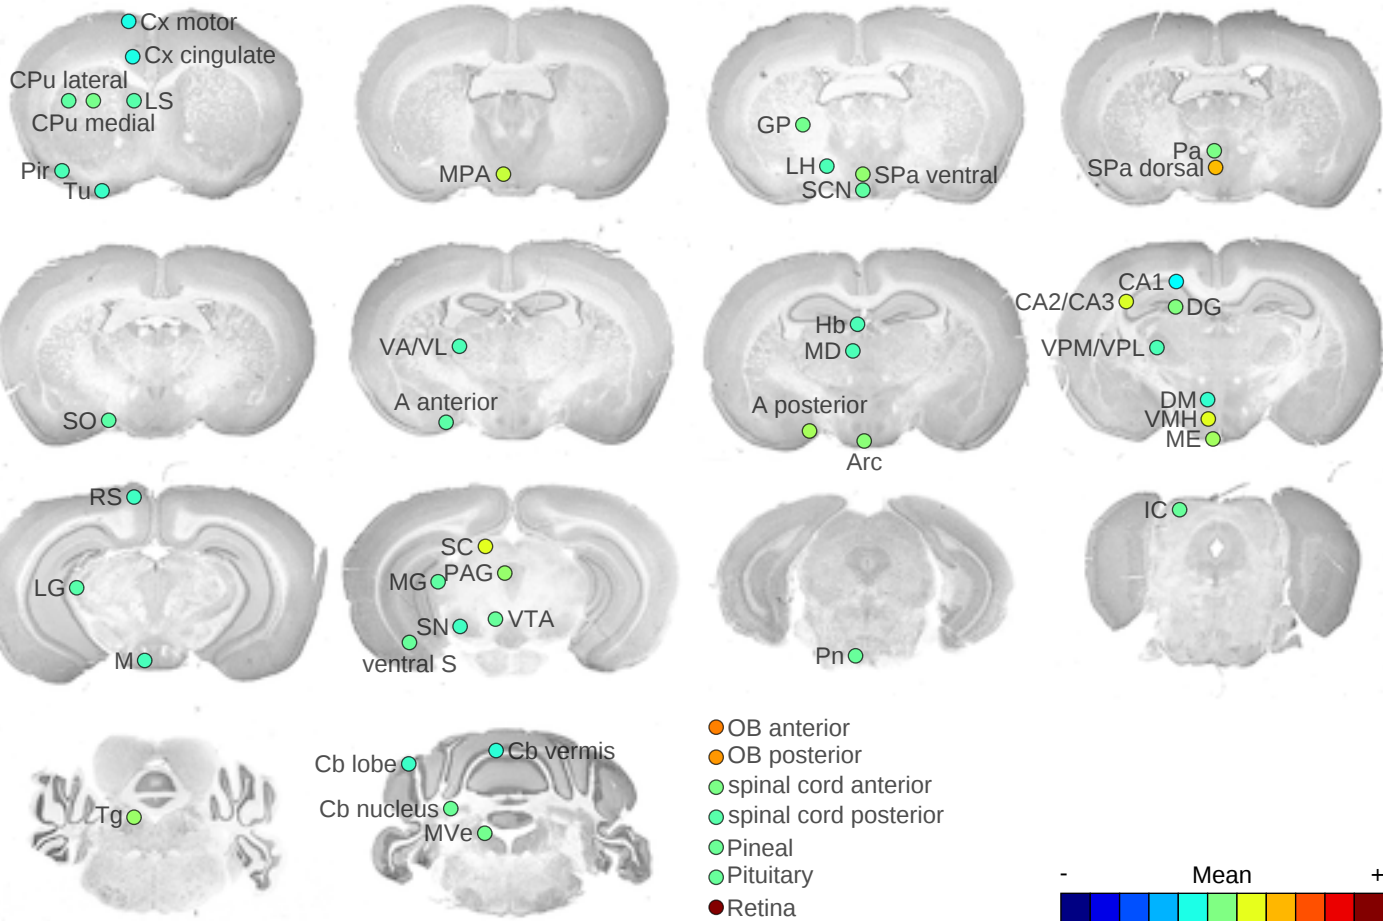 Cx motor
Cx cingulate
CPu lateral
LS
CPu medial
Pir
Tu
MPA
GP
LH
SPa ventral
SCN
Pa
SPa dorsal
SO
VA/VL
A anterior
Hb
MD
A posterior
Arc
CA1
CA2/CA3
DG
VPM/VPL
DM
VMH
ME
RS
LG
M
SC
PAG
MG
VTA
SN
ventral S
Pn
IC
Tg
Cb vermis
Cb lobe
Cb nucleus
MVe
OB anterior
OB posterior
spinal cord anterior
spinal cord posterior
Pineal
Pituitary
Retina
- Mean +